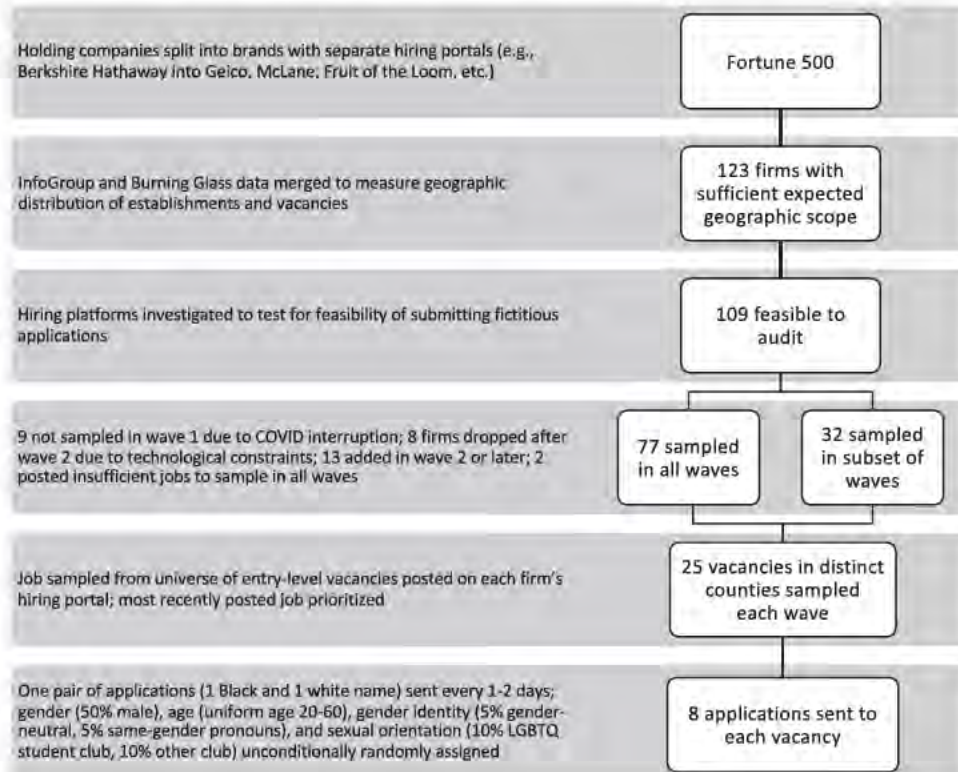 Holding companies split into brands with separate hiring portals (e.g.,
Berkshire Hathaway into Geico, McLane, Fruit of the Loom, etc.)
Fortune 500
InfoGroup and Burning Glass data merged to measure geographic
distribution of establishments and vacancies
123 firms with
sufficient expected
geographic scope
Hiring platforms investigated to test for feasibility of submitting fictitious
applications
109 feasible to
audit
9 not sampled in wave 1 due to COVID interruption; 8 firms dropped after
wave 2 due to technological constraints; 13 added in wave 2 or later; 2
posted insufficient jobs to sample in all waves
77 sampled
in all waves
32 sampled
in subset of
waves
Job sampled from universe of entry-level vacancies posted on each firm's
hiring portal; most recently posted job prioritized
25 vacancies in distinct
counties sampled
each wave
One pair of applications (1 Black and 1 white name) sent every 1-2 days;
gender (50% male), age (uniform age 20-60), gender identity (5% gender-
neutral, 5% same-gender pronouns), and sexual orientation (10% LGBTQ
student club, 10% other club) unconditionally randomly assigned
8 applications sent to
each vacancy